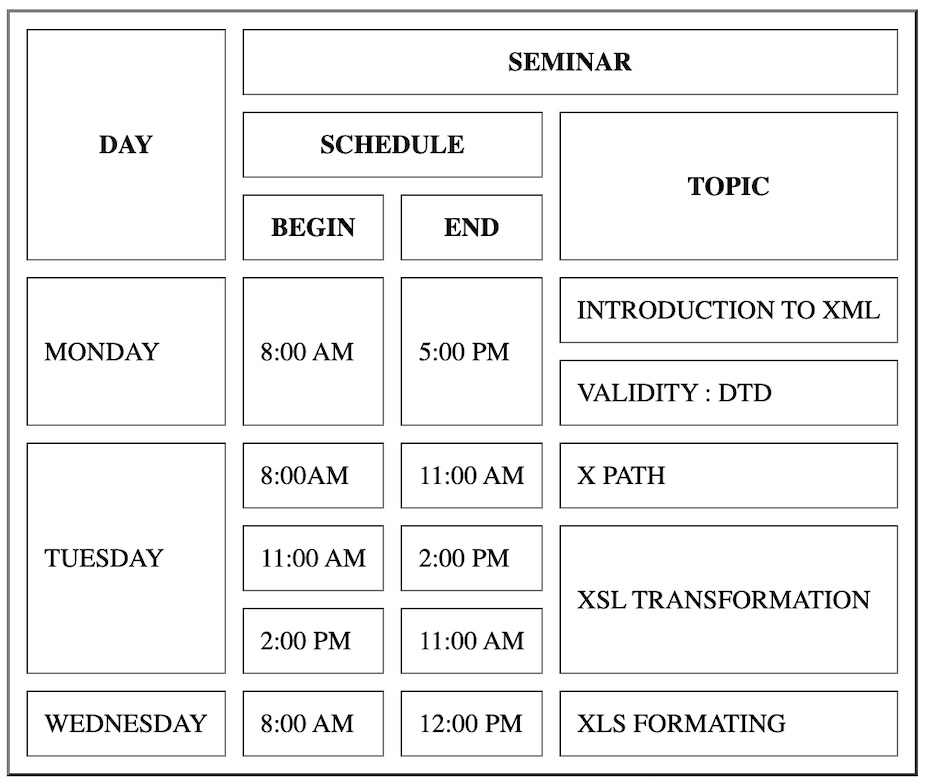 DAY
SEMINAR
SCHEDULE
TOPIC
BEGIN
END
MONDAY
8:00 AM
5:00 PM
INTRODUCTION TO XML
VALIDITY : DTD
TUESDAY
8:00AM
11:00 AM
X PATH
11:00 AM
2:00 PM
XSL TRANSFORMATION
2:00 PM
11:00 AM
WEDNESDAY
8:00 AM
12:00 PM
XLS FORMATING